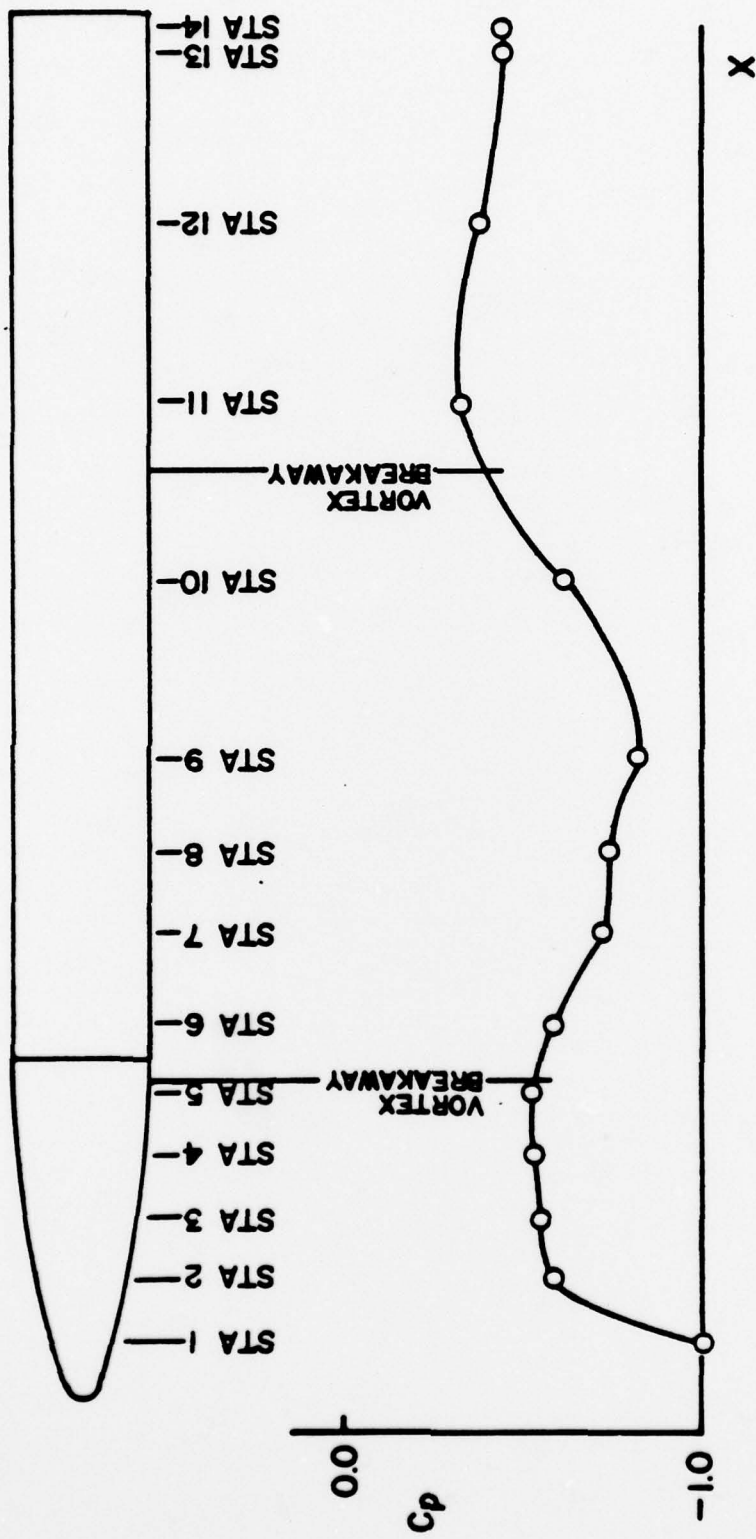 STA 1
STA 2
STA 3
STA 4
STA 5
STA 6
STA 7
STA 8
STA 9
STA 10
STA 11
STA 12
STA 13
STA 14
VORTEX
BREAKAWAY
VORTEX
BREAKAWAY
0.0
Cp
-1.0
X